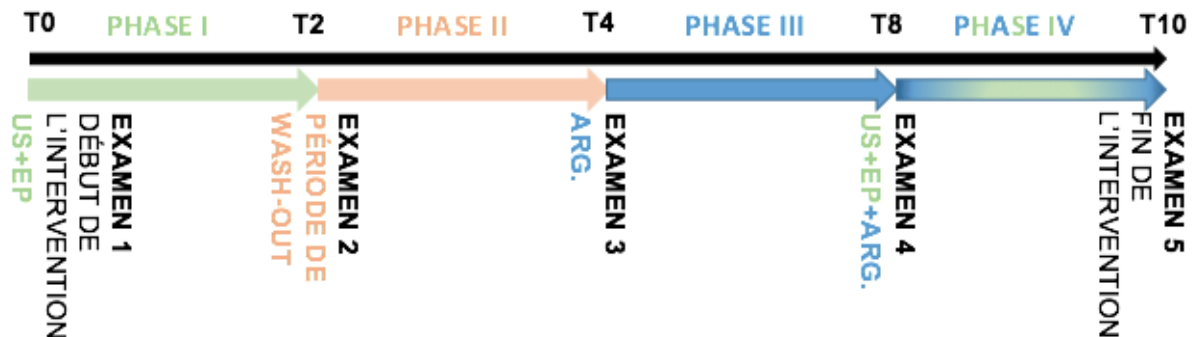 T0 PHASE I T2 PHASE II T4 PHASE III T8 PHASE IV T10
EXAMEN 1
DÉBUT DE
L'INTERVENTION
US+EP
EXAMEN 2
PÉRIODE DE
WASH-OUT
EXAMEN 3
ARG.
EXAMEN 4
US+EP+ARG.
EXAMEN 5
FIN DE
L'INTERVENTION